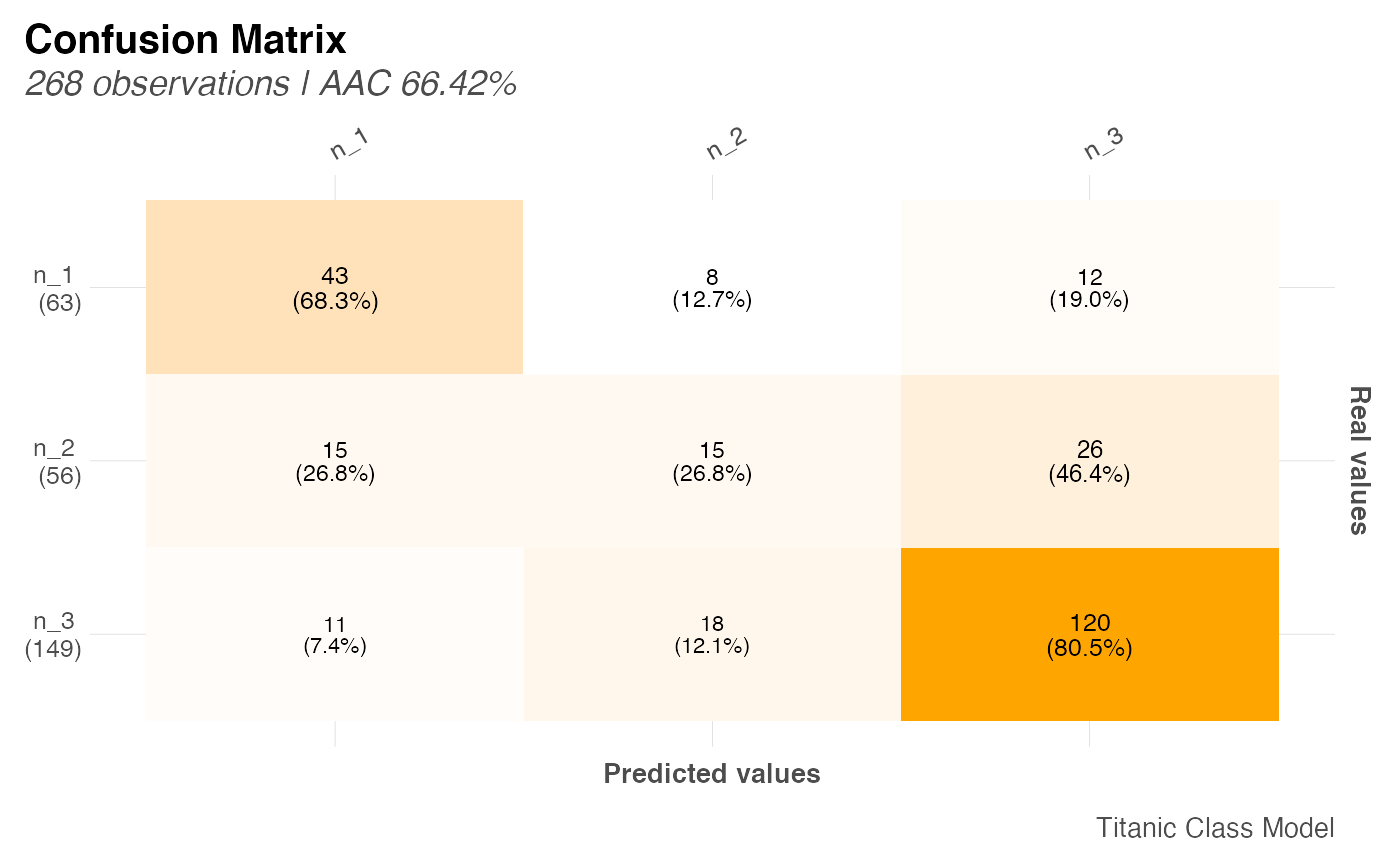 Confusion Matrix
268 observations | AAC 66.42%
n_1
n_2
n_3
n_1
(63)
43
(68.3%)
8
(12.7%)
12
(19.0%)
n_2
(56)
15
(26.8%)
15
(26.8%)
26
(46.4%)
n_3
(149)
11
(7.4%)
18
(12.1%)
120
(80.5%)
Real values
Predicted values
Titanic Class Model